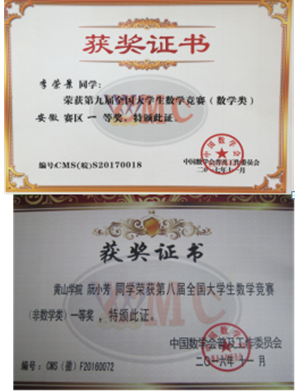 获奖证书
李荣景 同学:
荣获第九届全国大学生数学竞赛(数学类)
安徽 赛区 一 等奖,特颁此证。
编号CMS(皖)S20170018
中国数学会普及工作委员会
二〇一七年十一月
获奖证书
黄山学院 阮小芳 同学荣获第八届全国大学生数学竞赛
(非数学类)一等奖,特颁此证。
中国数学会普及工作委员会
编号:CMS(徽)F20160072
二〇一六年十一月